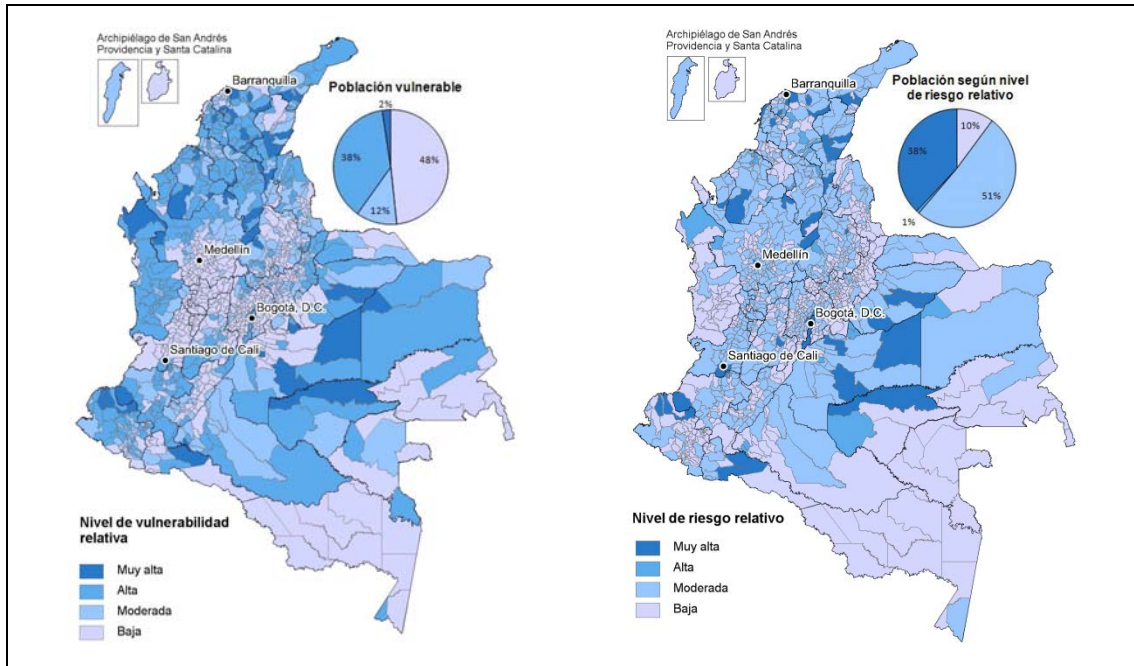 Archipiélago de San Andrés
Providencia y Santa Catalina
Barranquilla
Población vulnerable
2%
38%
48%
12%
Medellín
Bogotá, D.C.
Santiago de Cali
Nivel de vulnerabilidad
relativa
Muy alta
Alta
Moderada
Baja
Archipiélago de San Andrés
Providencia y Santa Catalina
Barranquilla
Población según nivel
de riesgo relativo
10%
38%
51%
1%
Medellín
Bogotá, D.C.
Santiago de Cali
Nivel de riesgo relativo
Muy alta
Alta
Moderada
Baja